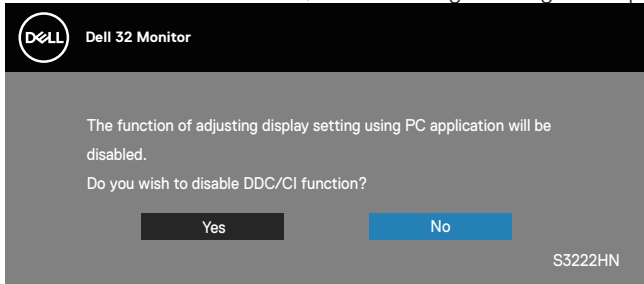 DELL
Dell 32 Monitor
The function of adjusting display setting using PC application will be
disabled.
Do you wish to disable DDC/CI function?
Yes
No
S3222HN